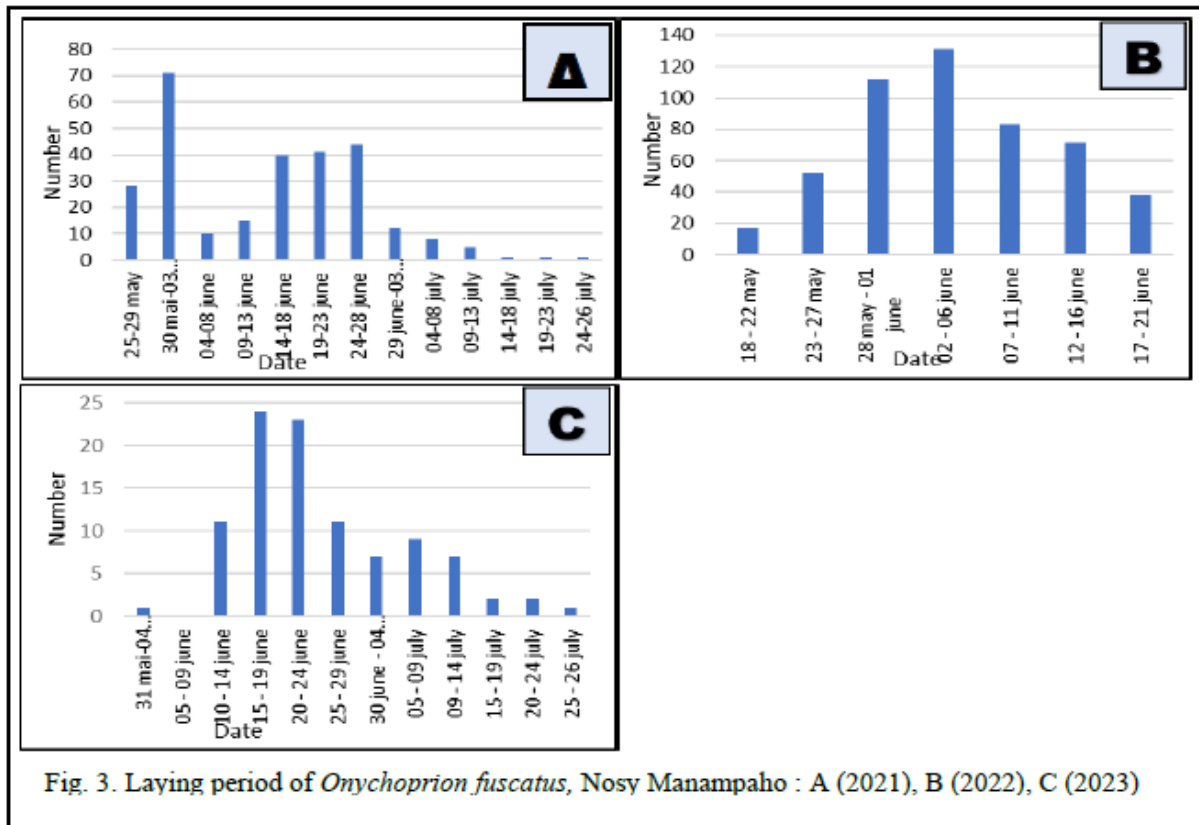 A
80
70
60
50
40
30
20
10
0
Number
25-29 may
30 mai-03...
04-08 june
09-13 june
14-18 june
19-23 june
24-28 june
29 june-03...
04-08 july
09-13 july
14-18 july
19-23 july
24-26 july
Date
B
140
120
100
80
60
40
20
0
Number
18 - 22 may
23 - 27 may
28 may - 01
june
02 - 06 june
07 - 11 june
12 - 16 june
17 - 21 june
Date
C
25
20
15
10
5
0
Number
31 mai-04...
05 - 09 june
10 - 14 june
15 - 19 june
20 - 24 june
25 - 29 june
30 june - 04...
05 - 09 july
09 - 14 july
15 - 19 july
20 - 24 july
25 - 26 july
Date
Fig. 3. Laying period of Onychoprion fuscatus, Nosy Manampaho : A (2021), B (2022), C (2023)